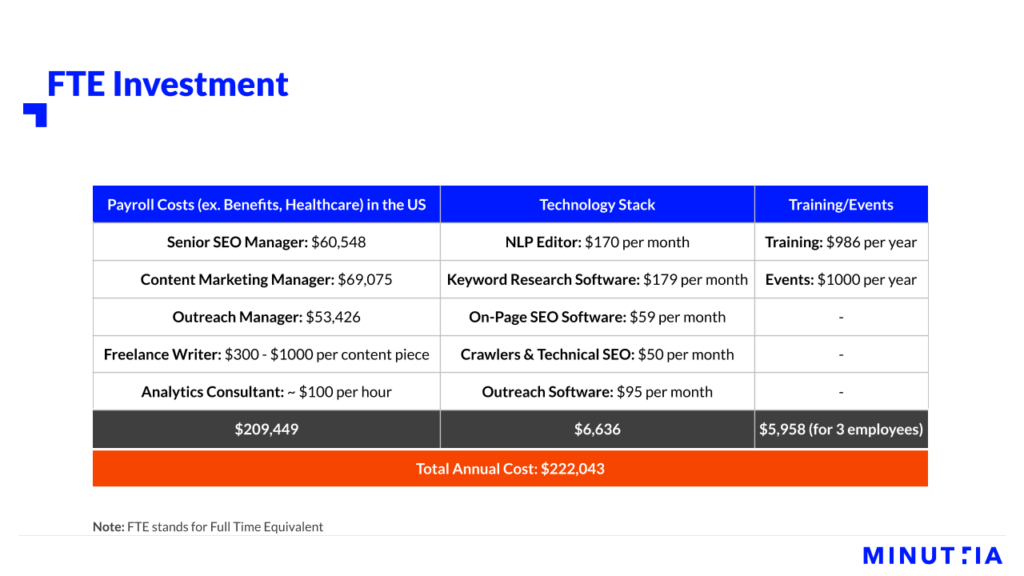 FTE Investment
Payroll Costs (ex. Benefits, Healthcare) in the US Technology Stack Training/Events
Senior SEO Manager: $60,548 NLP Editor: $170 per month Training: $986 per year
Content Marketing Manager: $69,075 Keyword Research Software: $179 per month Events: $1000 per year
Outreach Manager: $53,426 On-Page SEO Software: $59 per month -
Freelance Writer: $300 - $1000 per content piece Crawlers & Technical SEO: $50 per month -
Analytics Consultant: ~ $100 per hour Outreach Software: $95 per month -
$209,449 $6,636 $5,958 (for 3 employees)
Total Annual Cost: $222,043
Note: FTE stands for Full Time Equivalent
MINUTTIA